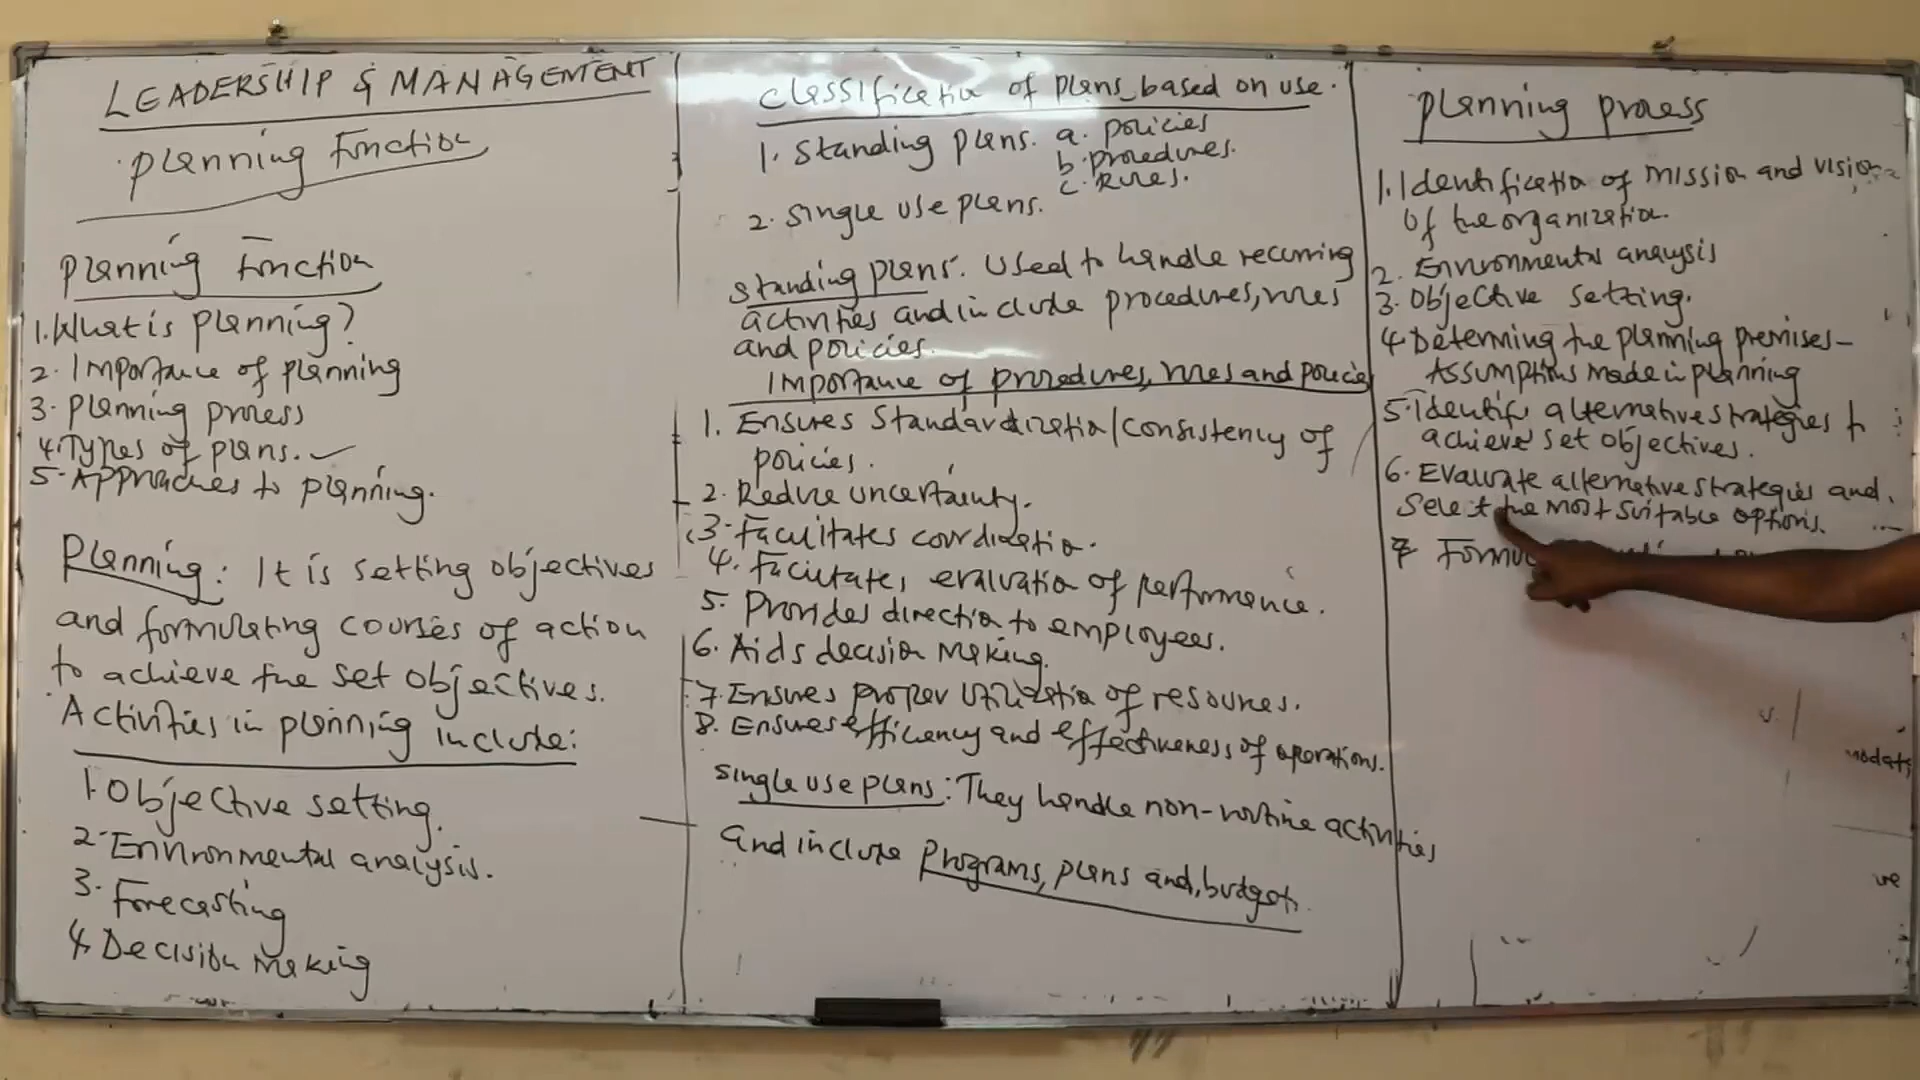 LEADERSHIP & MANAGEMENT
Planning Function
Planning Function
1. What is planning?
2. Importance of planning
3. Planning process
4. Types of plans. ✓
5. Approaches to planning.
Planning: It is setting objectives
and formulating courses of action
to achieve the set objectives.
Activities in planning include:
1. Objective setting.
2. Environmental analysis.
3. Forecasting
4. Decision making
Classification of plans based on use.
1. Standing plans. a. policies
b. procedures.
c. Rules.
2. Single use plans.
Standing plans. Used to handle recurring
activities and include procedures, rules
and policies.
Importance of procedures, rules and policies
1. Ensures Standardization/consistency of
policies.
2. Reduce uncertainty.
3. Facilitates coordination.
4. Facilitates evaluation of performance.
5. Provides direction to employees.
6. Aids decision making.
7. Ensures proper utilization of resources.
8. Ensures efficiency and effectiveness of operations.
Single use plans: They handle non-routine activities
and include Programs, plans and budgets.
Planning process
1. Identification of mission and vision
of the organization.
2. Environmental analysis
3. Objective setting.
4. Determing the planning premises-
Assumptions made in planning
5. Identify alternative strategies to
achieve set objectives.
6. Evaluate alternative strategies and
Select the most suitable options.
7